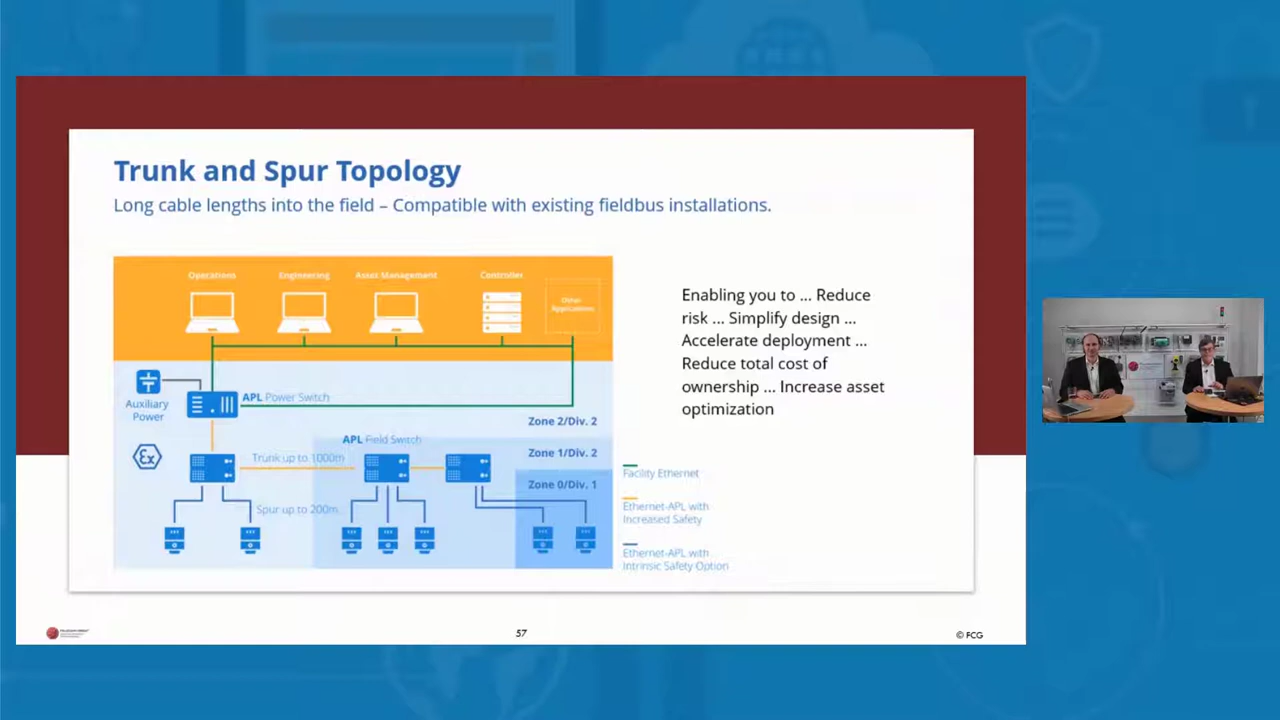 Trunk and Spur Topology
Long cable lengths into the field – Compatible with existing fieldbus installations.
Operations
Engineering
Asset Management
Controller
Other
Applications
Enabling you to ... Reduce
risk ... Simplify design ...
Accelerate deployment ...
Reduce total cost of
ownership ... Increase asset
optimization
Auxiliary
Power
APL Power Switch
Zone 2/Div. 2
APL Field Switch
Zone 1/Div. 2
Ex
Trunk up to 1000m
Zone 0/Div. 1
Spur up to 200m
Facility Ethernet
Ethernet-APL with
Increased Safety
Ethernet-APL with
Intrinsic Safety Option
57
© FCG